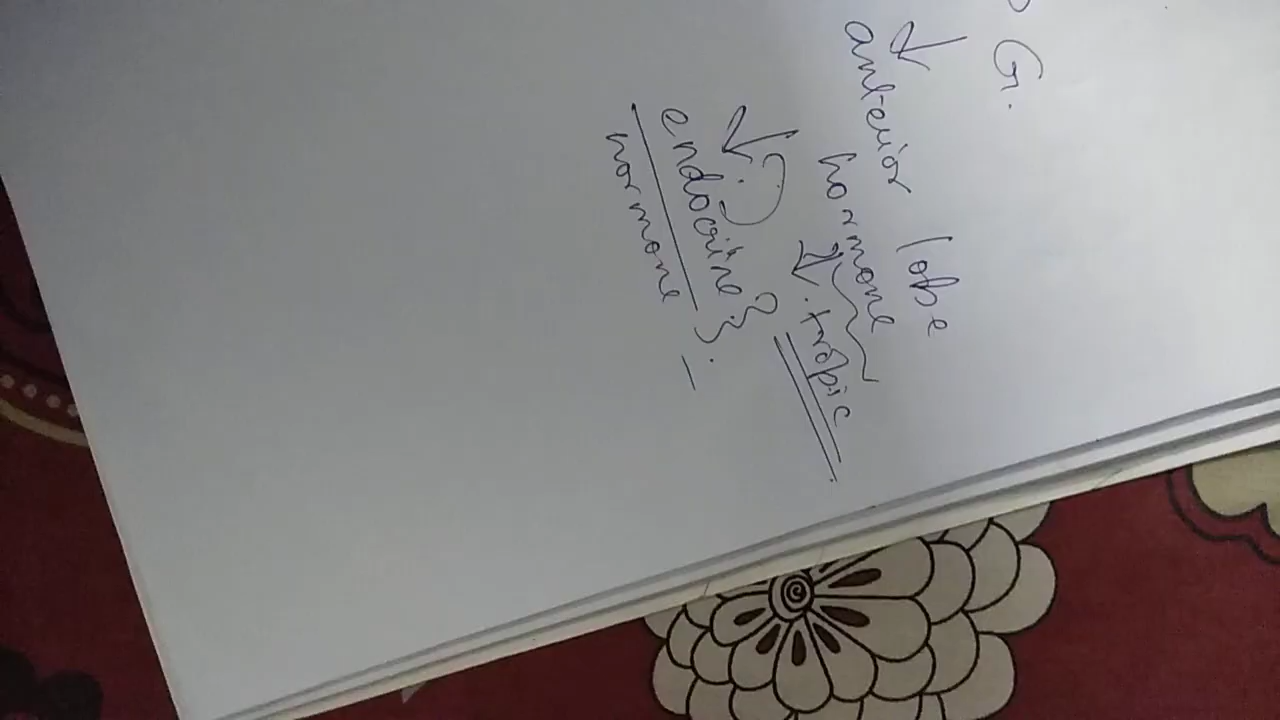 G.
↓
anterior lobe
hormone
↓
tropic
↓
endocrine
hormone